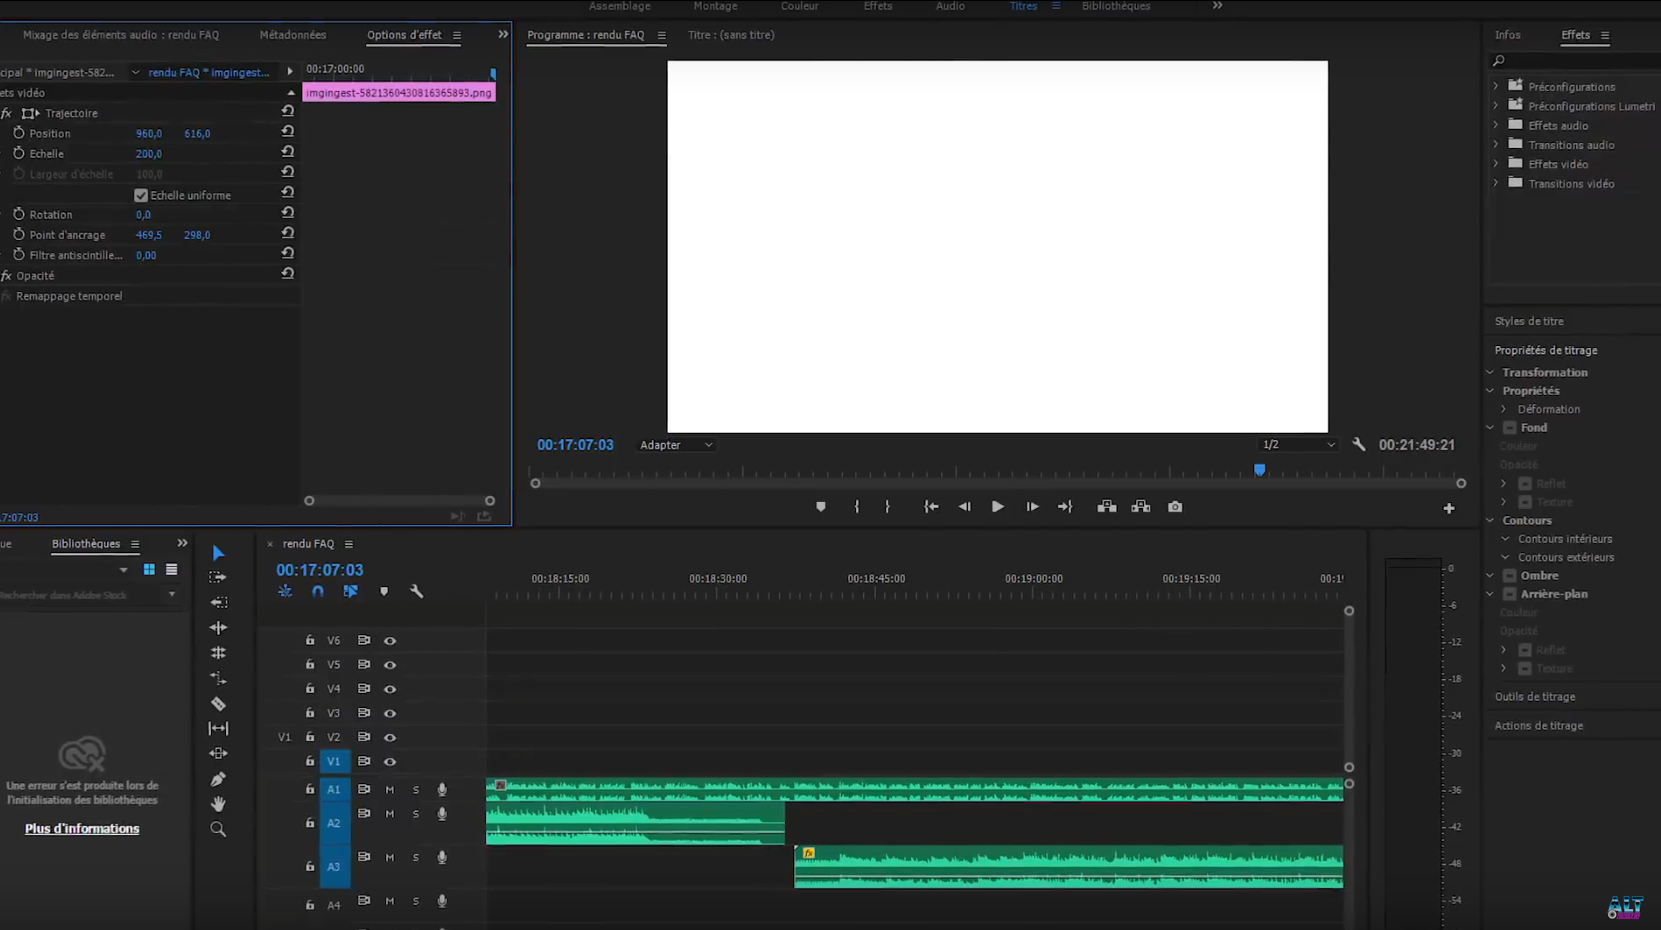 Assemblage Montage Couleur Effets Audio Titres Bibliothèques
Mixage des éléments audio : rendu FAQ Métadonnées Options d'effet
Programme : rendu FAQ Titre : (sans titre)
Infos Effets
cipal * imgingest-582... rendu FAQ * imgingest... 00:17:00:00
ets vidéo imgingest-5821360430816365893.png
fx Trajectoire
Position 960,0 616,0
Echelle 200,0
Largeur d'échelle 100,0
Echelle uniforme
Rotation 0,0
Point d'ancrage 469,5 298,0
Filtre antiscintille... 0,00
fx Opacité
Remappage temporel
7:07:03
00:17:07:03 Adapter 1/2 00:21:49:21
Préconfigurations
Préconfigurations Lumetri
Effets audio
Transitions audio
Effets vidéo
Transitions vidéo
Styles de titre
Propriétés de titrage
Transformation
Propriétés
Déformation
Fond
Couleur
Opacité
Reflet
Texture
Contours
Contours intérieurs
Contours extérieurs
Ombre
Arrière-plan
Couleur
Opacité
Reflet
Texture
Outils de titrage
Actions de titrage
ue Bibliothèques
Rechercher dans Adobe Stock
Une erreur s'est produite lors de
l'initialisation des bibliothèques
Plus d'informations
rendu FAQ
00:17:07:03
00:18:15:00 00:18:30:00 00:18:45:00 00:19:00:00 00:19:15:00 00:19
V6
V5
V4
V3
V1 V2
V1
A1 M S
A2 M S
A3 M S fx
A4 M S
0
-6
-12
-18
-24
-30
-36
-42
-48
-54
ALT